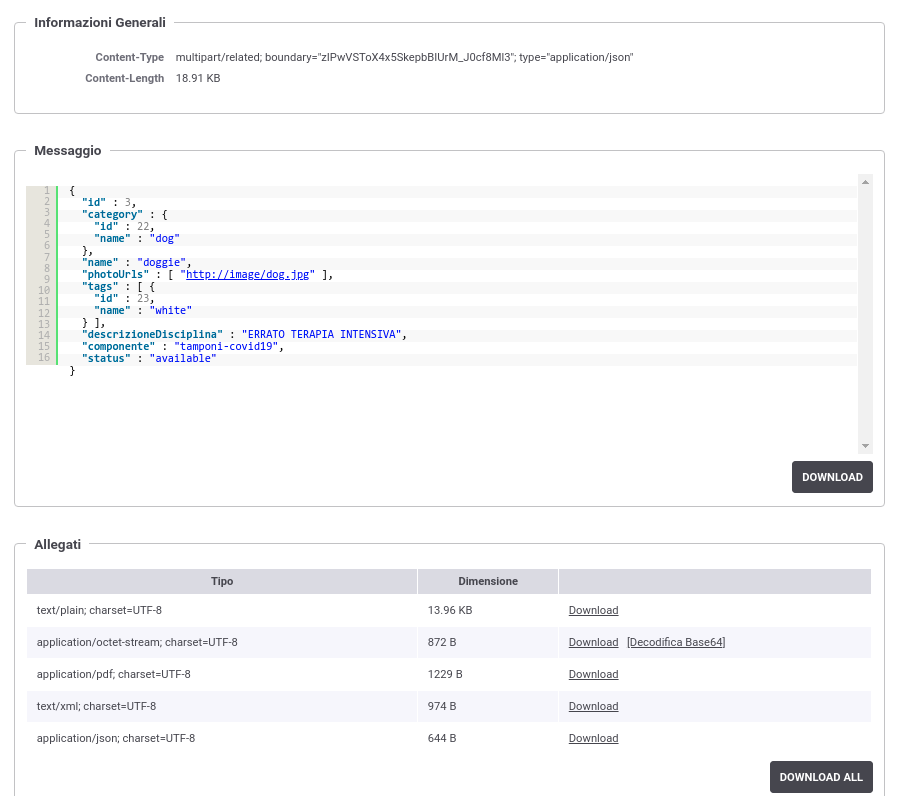 Informazioni Generali
Content-Type multipart/related; boundary="zIPwVSToX4x5SkepbBIUrM_J0cf8MI3"; type="application/json"
Content-Length 18.91 KB
Messaggio
1 {
2 "id" : 3,
3 "category" : {
4 "id" : 22,
5 "name" : "dog"
6 },
7 "name" : "doggie",
8 "photoUrls" : [ "http://image/dog.jpg" ],
9 "tags" : [ {
10 "id" : 23,
11 "name" : "white"
12 } ],
13 "descrizioneDisciplina" : "ERRATO TERAPIA INTENSIVA",
14 "componente" : "tamponi-covid19",
15 "status" : "available"
16 }
DOWNLOAD
Allegati
Tipo Dimensione
text/plain; charset=UTF-8 13.96 KB Download
application/octet-stream; charset=UTF-8 872 B Download [Decodifica Base64]
application/pdf; charset=UTF-8 1229 B Download
text/xml; charset=UTF-8 974 B Download
application/json; charset=UTF-8 644 B Download
DOWNLOAD ALL